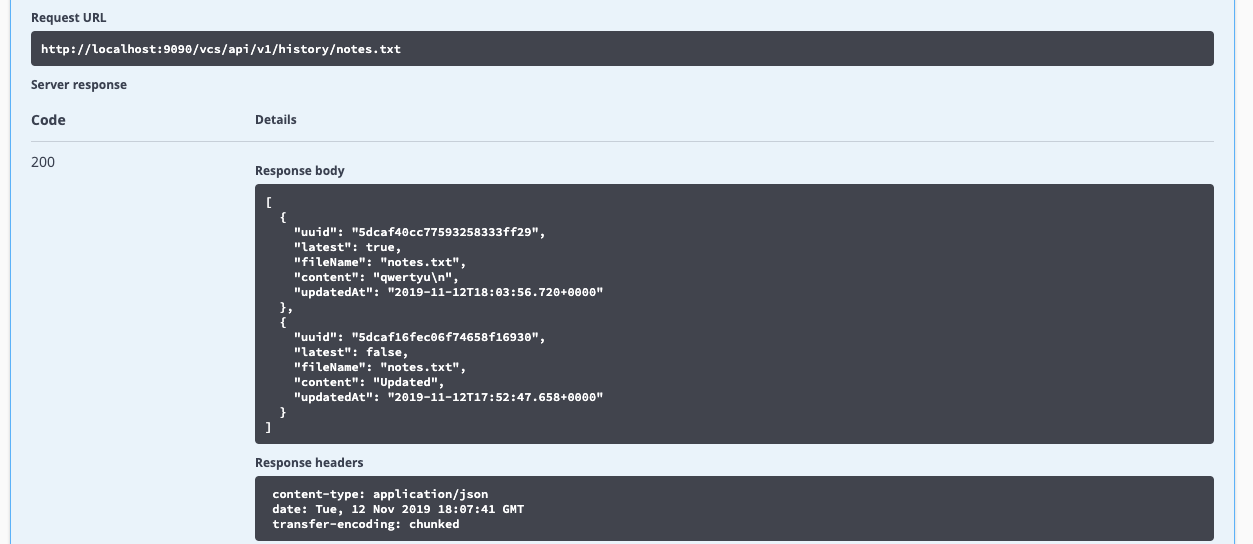 Request URL
http://localhost:9090/vcs/api/v1/history/notes.txt
Server response
Code Details
200
Response body
[
  {
    "uuid": "5dcaf40cc77593258333ff29",
    "latest": true,
    "fileName": "notes.txt",
    "content": "qwertyu\n",
    "updatedAt": "2019-11-12T18:03:56.720+0000"
  },
  {
    "uuid": "5dcaf16fec06f74658f16930",
    "latest": false,
    "fileName": "notes.txt",
    "content": "Updated",
    "updatedAt": "2019-11-12T17:52:47.658+0000"
  }
]
Response headers
content-type: application/json
date: Tue, 12 Nov 2019 18:07:41 GMT
transfer-encoding: chunked